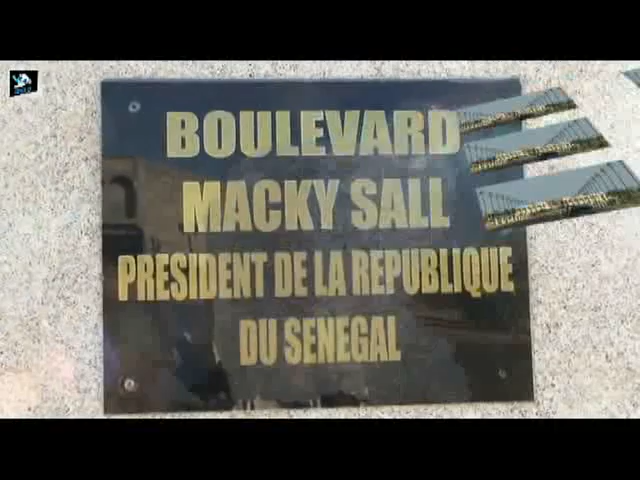 BOULEVARD
MACKY SALL
PRESIDENT DE LA REPUBLIQUE
DU SENEGAL